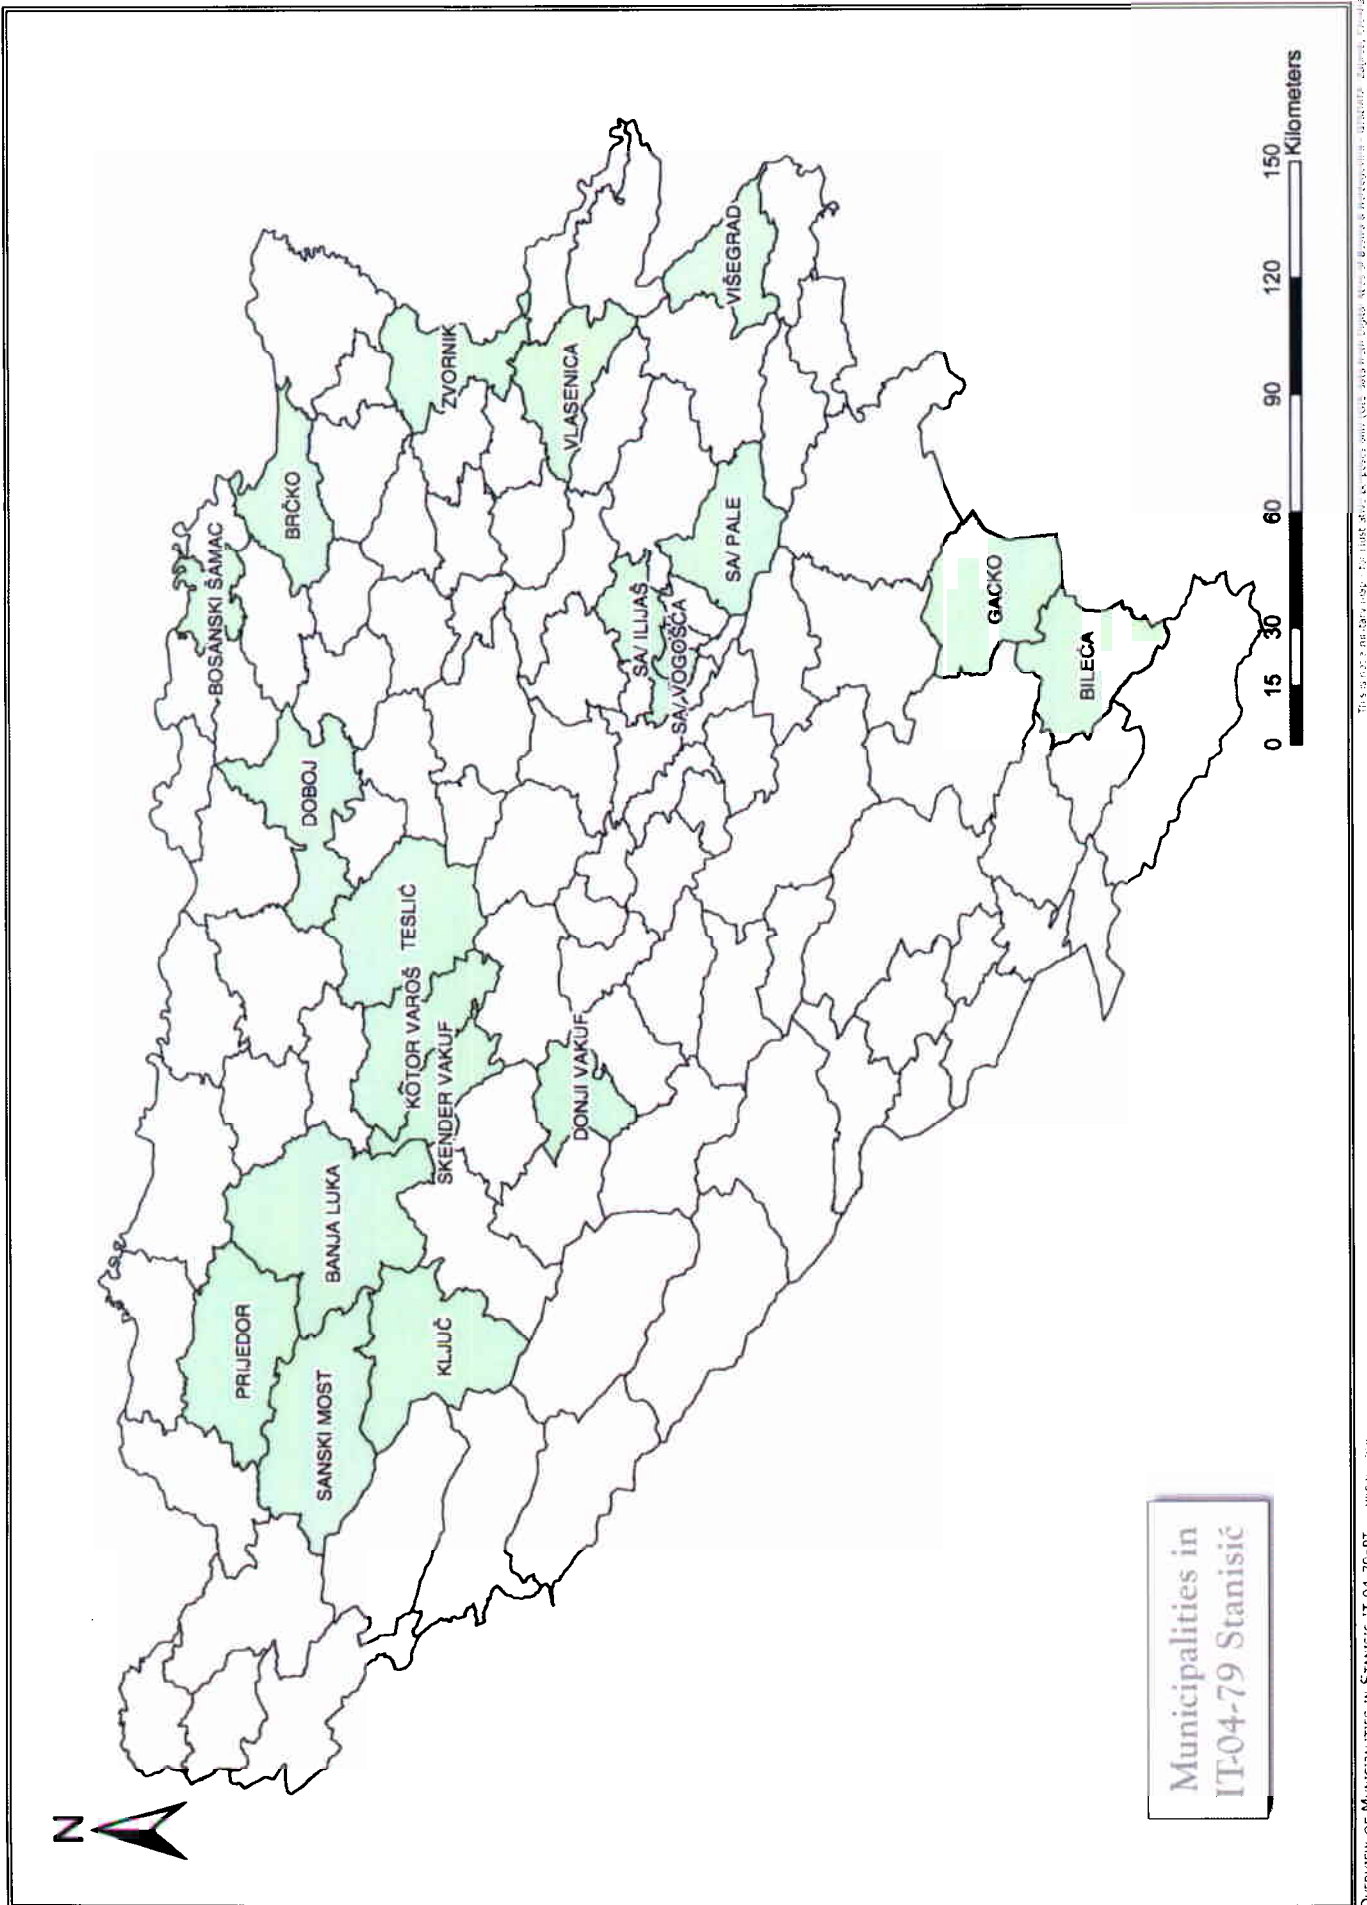 N
PRIJEDOR
SANSKI MOST
BANJA LUKA
KLJUČ
KOTOR VAROŠ
SKENDER VAKUF
TESLIĆ
DONJI VAKUF
DOBOJ
BOSANSKI ŠAMAC
BRČKO
ZVORNIK
VLASENICA
VIŠEGRAD
SA/ ILIJAŠ
SA/ VOGOŠĆA
SA/ PALE
GACKO
BILEĆA
0 15 30 60 90 120 150
Kilometers
Municipalities in
IT-04-79 Stanisić